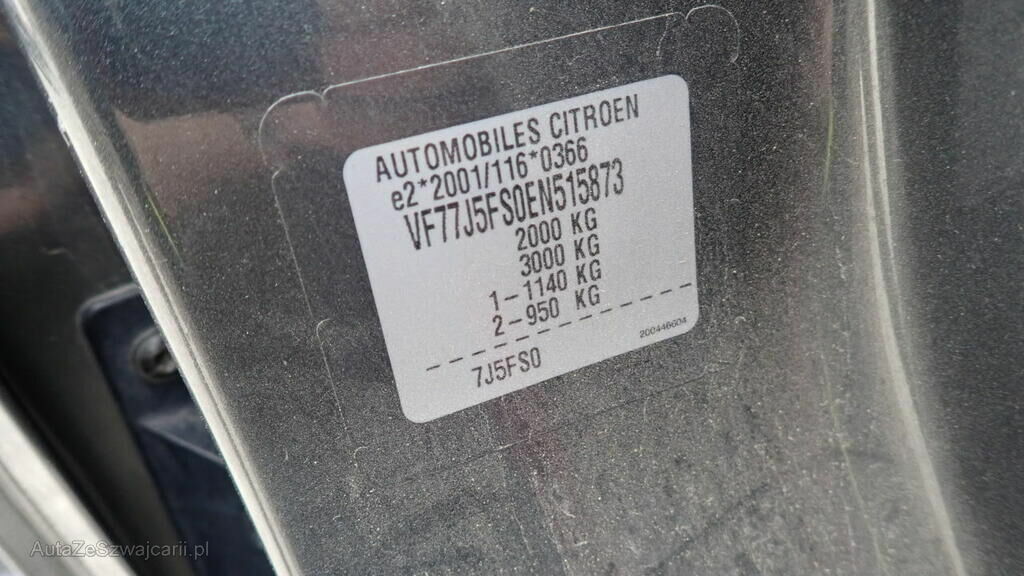 AUTOMOBILES CITROEN
e2*2001/116*0366
VF77J5FS0EN515873
2000 KG
3000 KG
1-1140 KG
2-950 KG
7J5FS0
200446604
AutaZeSzwajcarii.pl